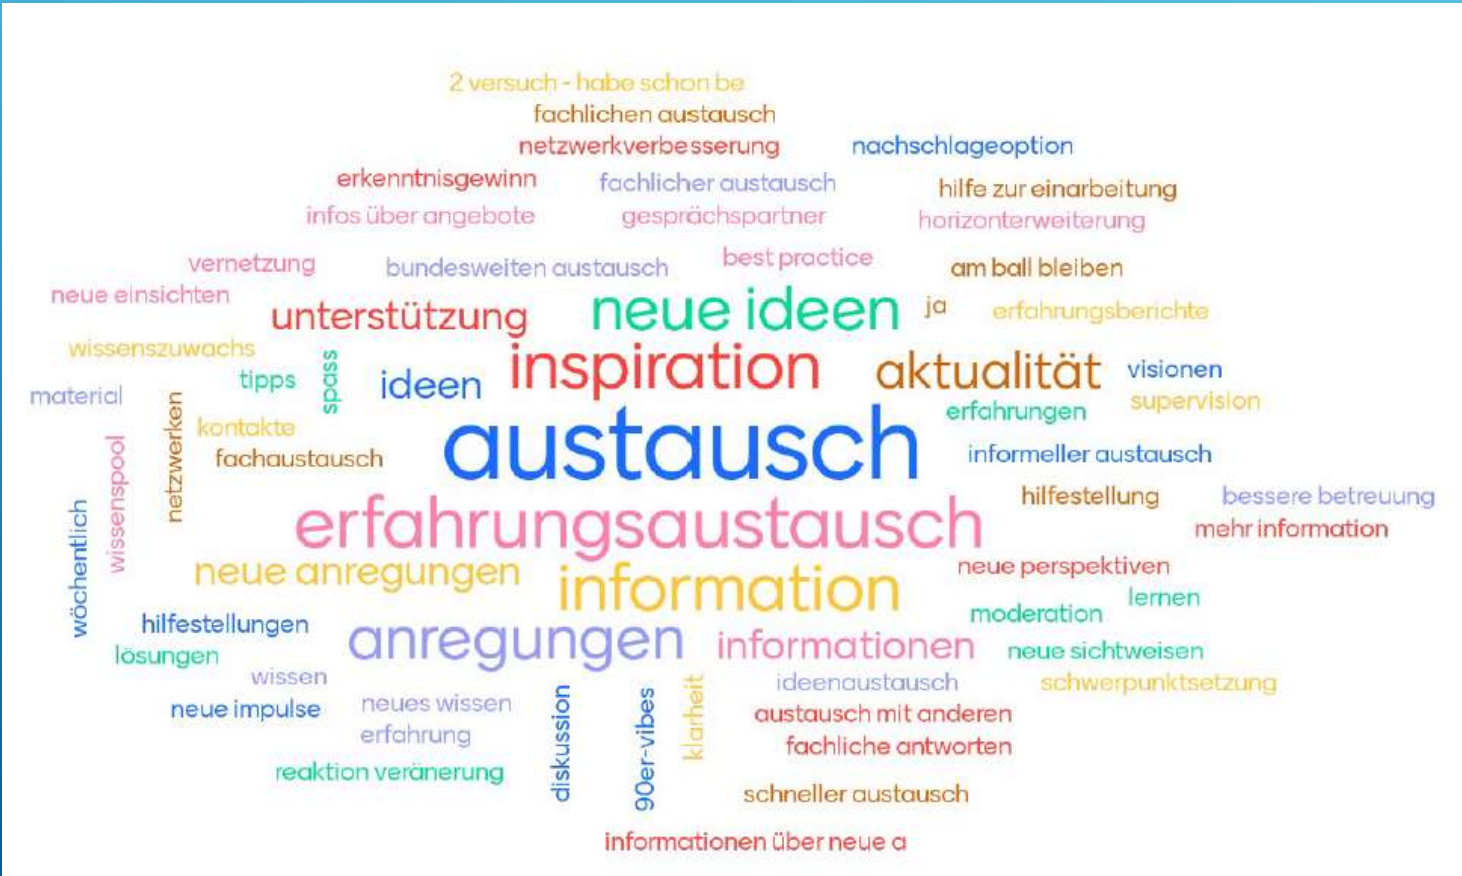 2 versuch - habe schon be
fachlichen austausch
netzwerkverbesserung
nachschlageoption
erkenntnisgewinn
fachlicher austausch
hilfe zur einarbeitung
infos über angebote
gesprächspartner
horizonterweiterung
vernetzung
bundesweiten austausch
best practice
am ball bleiben
neue einsichten
unterstützung
neue ideen
ja
erfahrungsberichte
wissenszuwachs
tipps
spass
ideen
inspiration
aktualität
visionen
material
netzwerken
kontakte
austausch
erfahrungen
supervision
fachaustausch
informeller austausch
wöchentlich
wissenspool
erfahrungsaustausch
hilfestellung
bessere betreuung
mehr information
neue anregungen
information
neue perspektiven
hilfestellungen
moderation
lernen
lösungen
anregungen
informationen
neue sichtweisen
wissen
ideenaustausch
schwerpunktsetzung
neue impulse
neues wissen
diskussion
90er-vibes
klarheit
austausch mit anderen
erfahrung
fachliche antworten
reaktion veränerung
schneller austausch
informationen über neue a